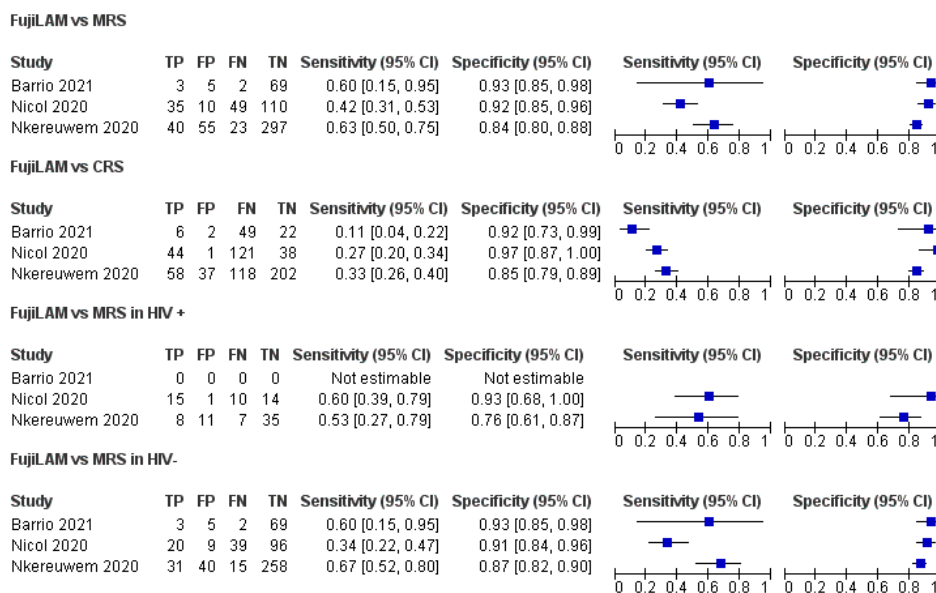 FujiLAM vs MRS
Study TP FP FN TN Sensitivity (95% CI) Specificity (95% CI) Sensitivity (95% CI) Specificity (95% CI)
Barrio 2021 3 5 2 69 0.60 [0.15, 0.95] 0.93 [0.85, 0.98]
Nicol 2020 35 10 49 110 0.42 [0.31, 0.53] 0.92 [0.85, 0.96]
Nkereuwem 2020 40 55 23 297 0.63 [0.50, 0.75] 0.84 [0.80, 0.88]
0 0.2 0.4 0.6 0.8 1 0 0.2 0.4 0.6 0.8 1
FujiLAM vs CRS
Study TP FP FN TN Sensitivity (95% CI) Specificity (95% CI) Sensitivity (95% CI) Specificity (95% CI)
Barrio 2021 6 2 49 22 0.11 [0.04, 0.22] 0.92 [0.73, 0.99]
Nicol 2020 44 1 121 38 0.27 [0.20, 0.34] 0.97 [0.87, 1.00]
Nkereuwem 2020 58 37 118 202 0.33 [0.26, 0.40] 0.85 [0.79, 0.89]
0 0.2 0.4 0.6 0.8 1 0 0.2 0.4 0.6 0.8 1
FujiLAM vs MRS in HIV +
Study TP FP FN TN Sensitivity (95% CI) Specificity (95% CI) Sensitivity (95% CI) Specificity (95% CI)
Barrio 2021 0 0 0 0 Not estimable Not estimable
Nicol 2020 15 1 10 14 0.60 [0.39, 0.79] 0.93 [0.68, 1.00]
Nkereuwem 2020 8 11 7 35 0.53 [0.27, 0.79] 0.76 [0.61, 0.87]
0 0.2 0.4 0.6 0.8 1 0 0.2 0.4 0.6 0.8 1
FujiLAM vs MRS in HIV-
Study TP FP FN TN Sensitivity (95% CI) Specificity (95% CI) Sensitivity (95% CI) Specificity (95% CI)
Barrio 2021 3 5 2 69 0.60 [0.15, 0.95] 0.93 [0.85, 0.98]
Nicol 2020 20 9 39 96 0.34 [0.22, 0.47] 0.91 [0.84, 0.96]
Nkereuwem 2020 31 40 15 258 0.67 [0.52, 0.80] 0.87 [0.82, 0.90]
0 0.2 0.4 0.6 0.8 1 0 0.2 0.4 0.6 0.8 1